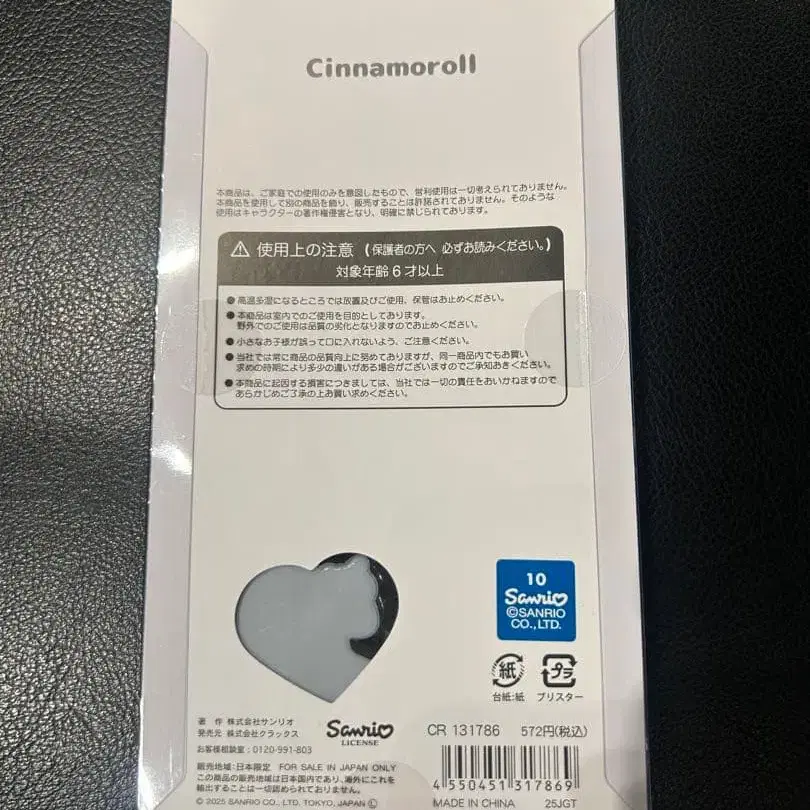 Cinnamoroll
本商品は、ご家庭での使用のみを意図したもので、営利使用は一切考えられておりません。
本商品を使用して別の商品を飾り、販売することは許諾されておりません。そのような
使用はキャラクターの著作権侵害となり、明確に禁じられております。
⚠ 使用上の注意 (保護者の方へ 必ずお読みください。)
対象年齢6才以上
●高温多湿になるところでは放置及びご使用、保管はお止めください。
●本商品は室内でのご使用を目的としております。
野外でのご使用は品質の劣化となりますのでお止めください。
●小さなお子様が誤って口に入れないよう、ご注意ください。
●当社では常に商品の品質向上に努めておりますが、同一商品内でもお買い
求めの時期により多少の違いがある場合がございますのでご承知おきください。
●本商品に起因する損害につきましては、当社では一切の責任をおいかねますので
あらかじめご了承の上お買い求めください。
10
Sanrio
©SANRIO
CO.,LTD.
紙 プラ
台紙:紙 ブリスター
著 作 株式会社サンリオ
発売元 株式会社クラックス
Sanrio
LICENSE
CR 131786 572円(税込)
お客様相談室:0120-991-803
販売地域:日本限定 FOR SALE IN JAPAN ONLY
この商品の販売地域は日本国内であり、海外にこれを
輸出することは一切認められておりません。
4 550451 317869
© 2025 SANRIO CO., LTD. TOKYO, JAPAN Ⓛ
MADE IN CHINA 25JGT